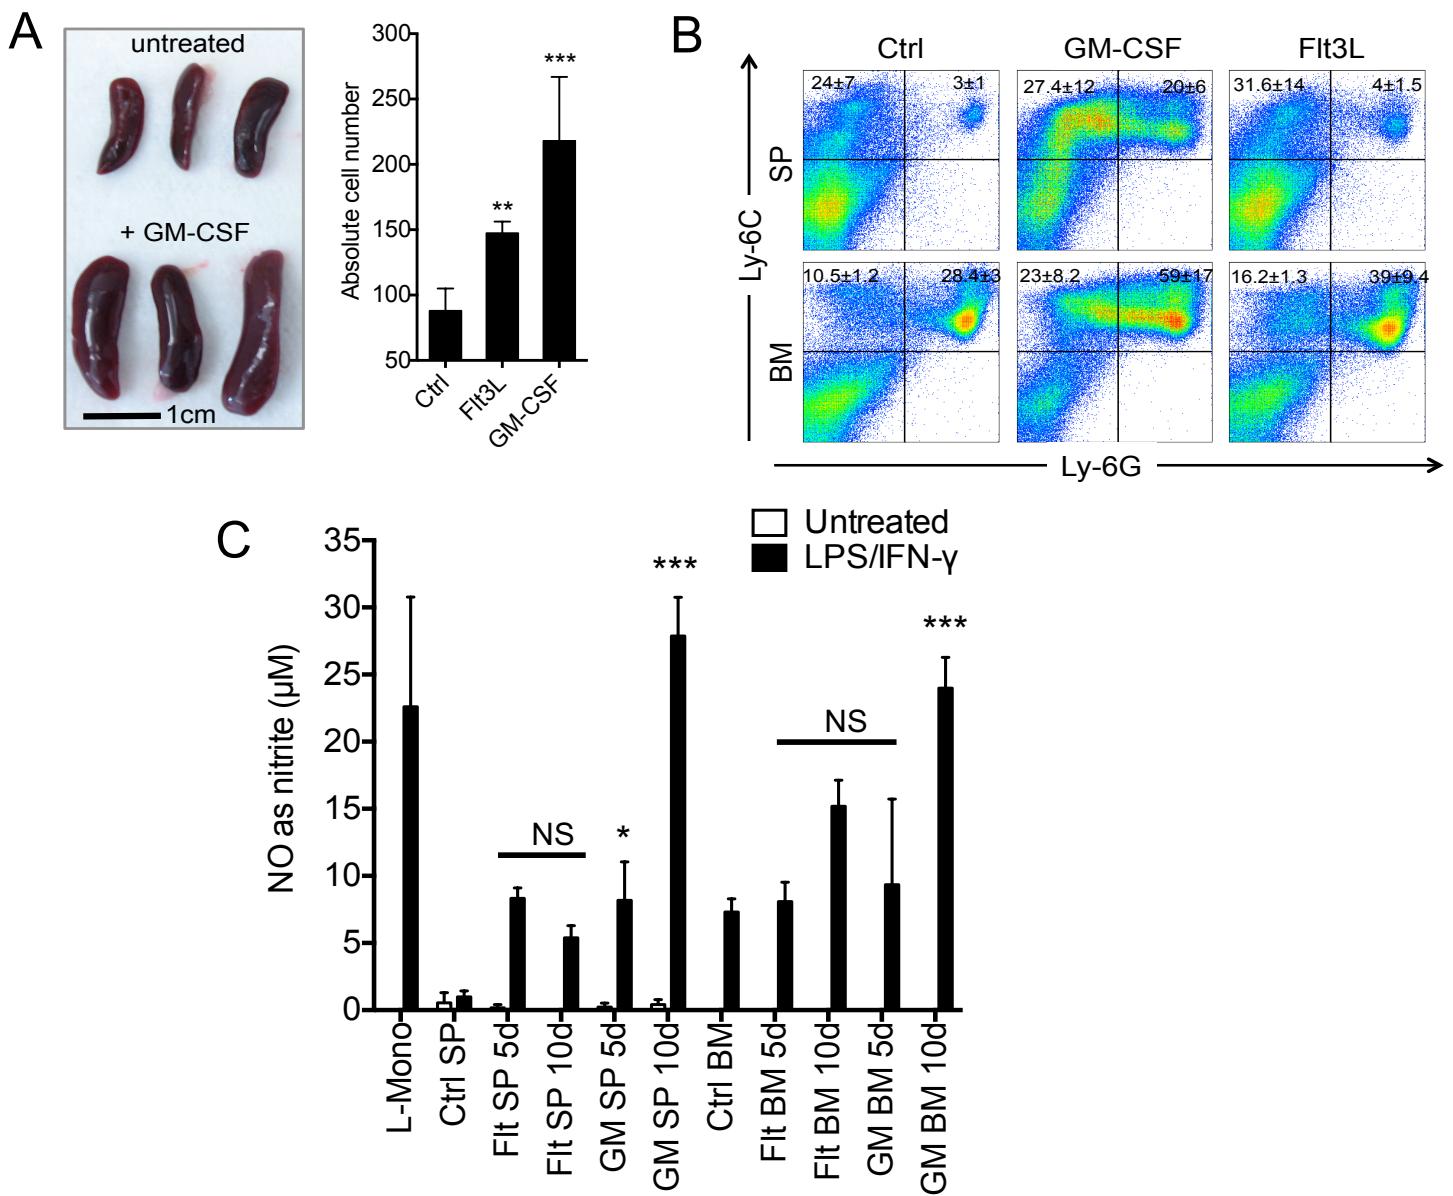 A
untreated
+ GM-CSF
1cm
Absolute cell number
300
250
200
150
100
50
**
***
Ctrl
Flt3L
GM-CSF
B
Ctrl
GM-CSF
Flt3L
SP
24±7
3±1
27.4±12
20±6
31.6±14
4±1.5
BM
10.5±1.2
28.4±3
23±8.2
59±17
16.2±1.3
39±9.4
Ly-6C
Ly-6G
C
Untreated
LPS/IFN-γ
NO as nitrite (µM)
35
30
25
20
15
10
5
0
NS
*
***
NS
***
L-Mono
Ctrl SP
Flt SP 5d
Flt SP 10d
GM SP 5d
GM SP 10d
Ctrl BM
Flt BM 5d
Flt BM 10d
GM BM 5d
GM BM 10d